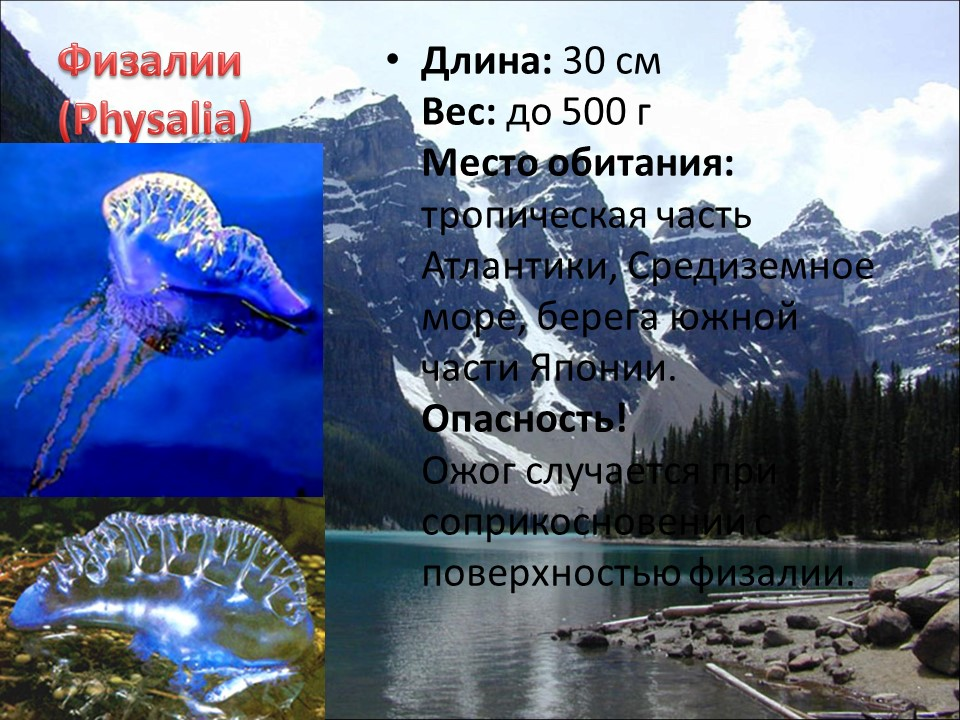 Физалии
(Physalia)
• Длина: 30 см
Вес: до 500 г
Место обитания:
тропическая часть
Атлантики, Средиземное
море, берега южной
части Японии.
Опасность!
Ожог случается при
соприкосновении с
поверхностью физалии.